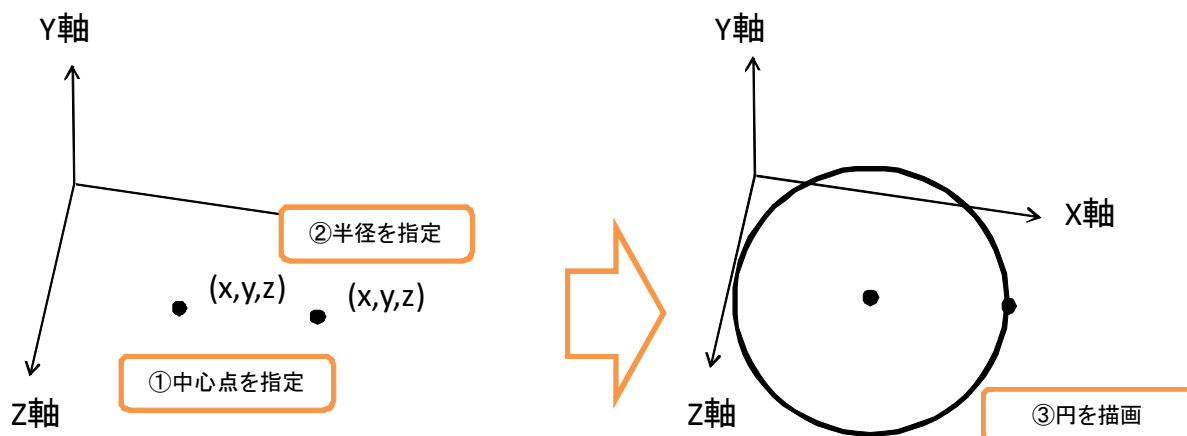 Y軸
②半径を指定
(x,y,z)
(x,y,z)
①中心点を指定
Z軸
Y軸
X軸
Z軸
③円を描画